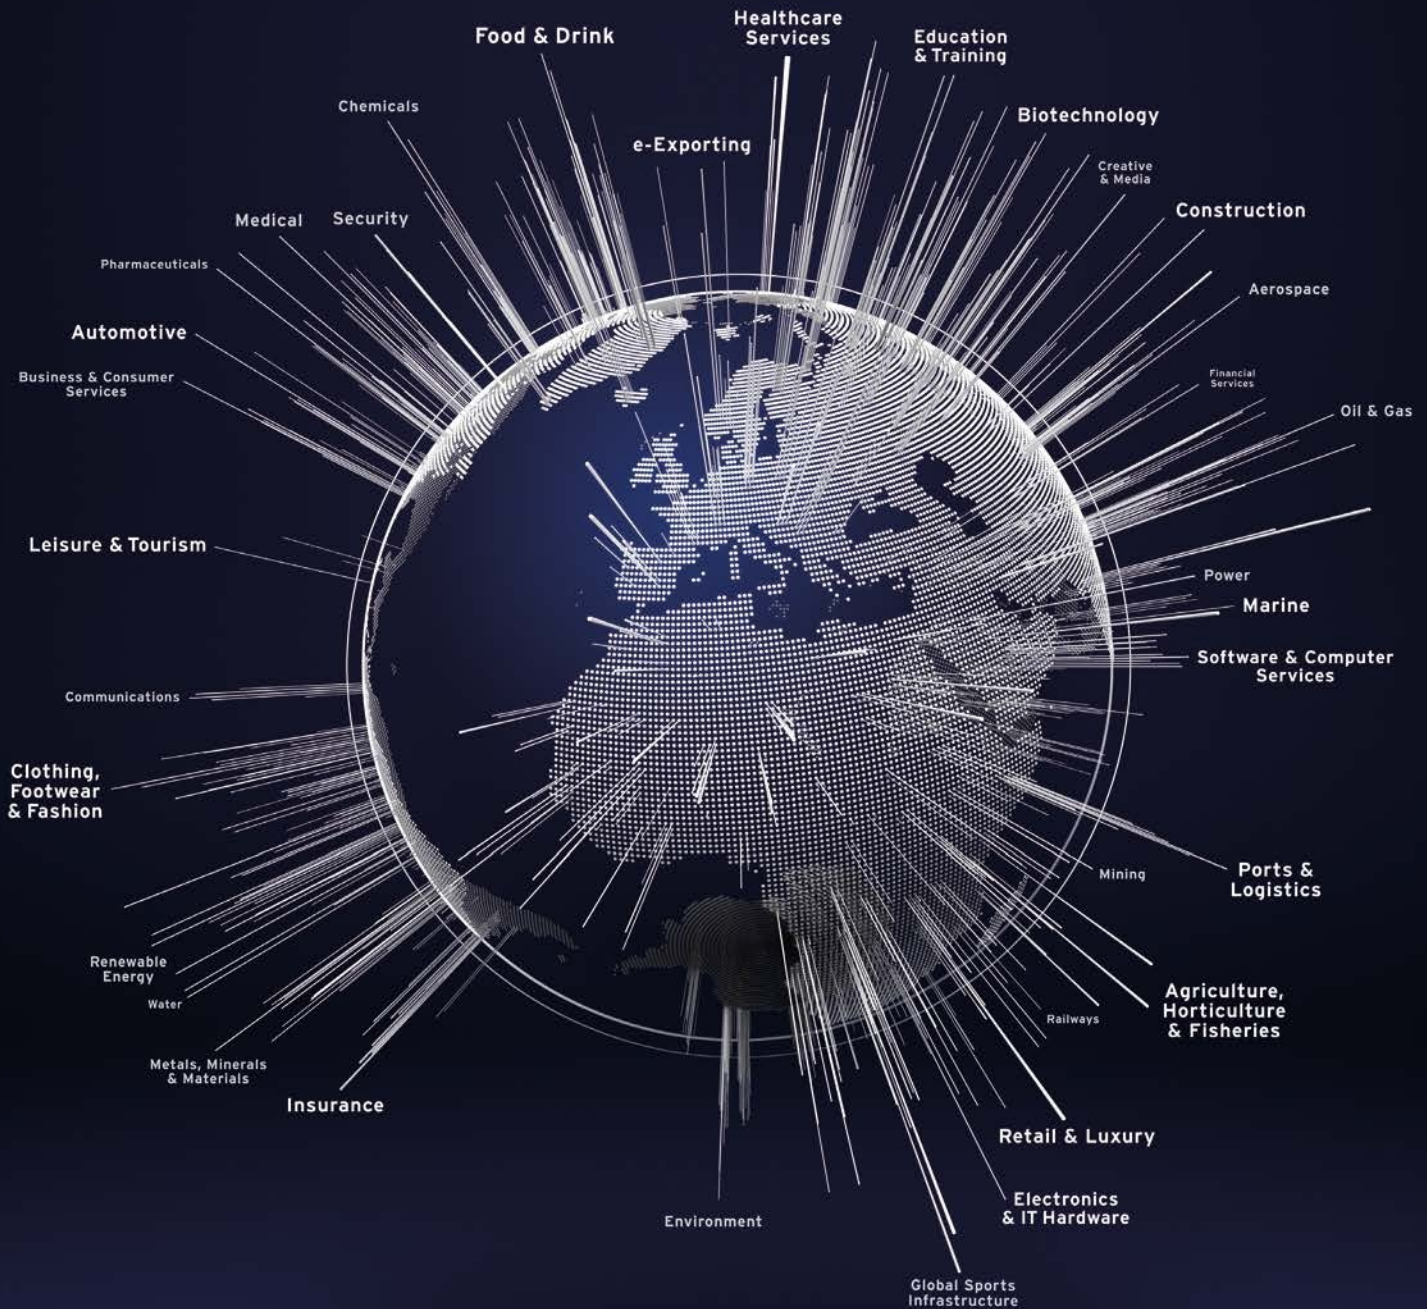 Healthcare
Services
Food & Drink
Education
& Training
Chemicals
Biotechnology
e-Exporting
Creative
& Media
Medical
Security
Construction
Pharmaceuticals
Aerospace
Automotive
Business & Consumer
Services
Financial
Services
Oil & Gas
Leisure & Tourism
Power
Marine
Software & Computer
Services
Communications
Clothing,
Footwear
& Fashion
Mining
Ports &
Logistics
Renewable
Energy
Water
Agriculture,
Horticulture
& Fisheries
Railways
Metals, Minerals
& Materials
Insurance
Retail & Luxury
Electronics
& IT Hardware
Environment
Global Sports
Infrastructure